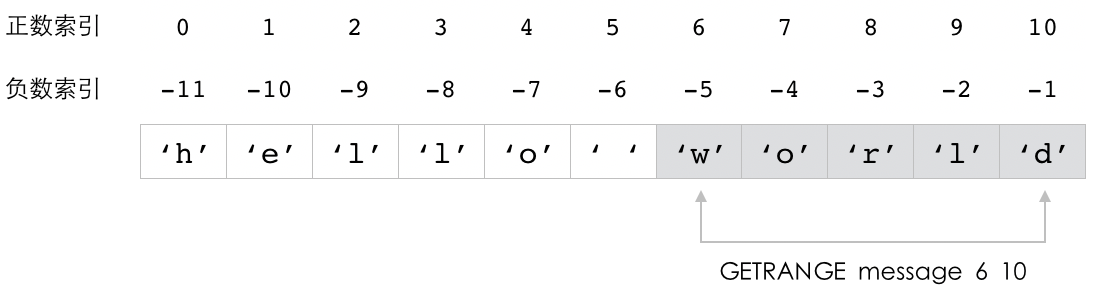 正数索引 0 1 2 3 4 5 6 7 8 9 10
负数索引 -11 -10 -9 -8 -7 -6 -5 -4 -3 -2 -1
‘h’ ‘e’ ‘l’ ‘l’ ‘o’ ‘ ‘ ‘w’ ‘o’ ‘r’ ‘l’ ‘d’
GETRANGE message 6 10